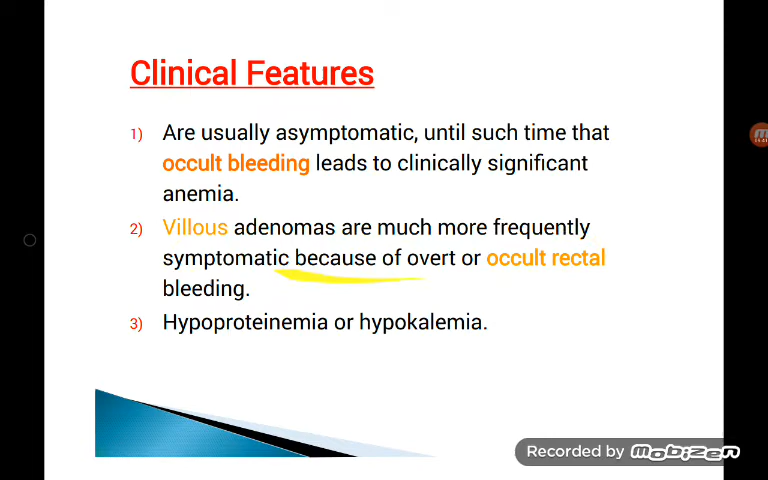 Clinical Features
1) Are usually asymptomatic, until such time that
occult bleeding leads to clinically significant
anemia.
2) Villous adenomas are much more frequently
symptomatic because of overt or occult rectal
bleeding.
3) Hypoproteinemia or hypokalemia.
Recorded by mobizen